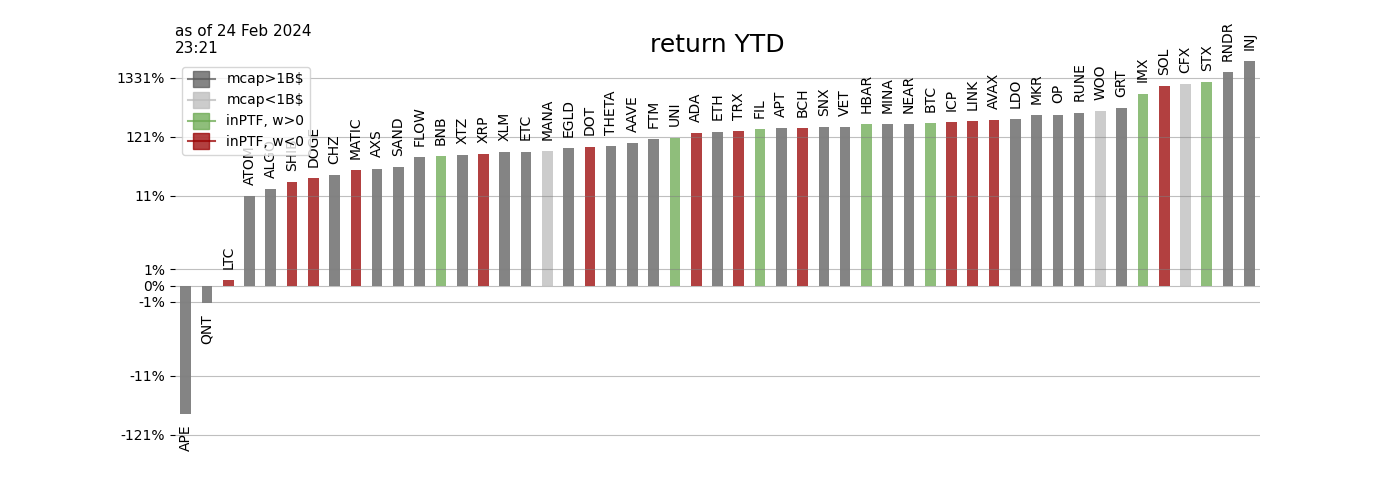 as of 24 Feb 2024
23:21
return YTD
mcap>1B$
mcap<1B$
inPTF, w>0
inPTF, w<0
1331%
121%
11%
1%
0%
-1%
-11%
-121%
APE
QNT
LTC
ATOM
ALGO
SHIB
DOGE
CHZ
MATIC
AXS
SAND
FLOW
BNB
XTZ
XRP
XLM
ETC
MANA
EGLD
DOT
THETA
AAVE
FTM
UNI
ADA
ETH
TRX
FIL
APT
BCH
SNX
VET
HBAR
MINA
NEAR
BTC
ICP
LINK
AVAX
LDO
MKR
OP
RUNE
WOO
GRT
IMX
SOL
CFX
STX
RNDR
INJ